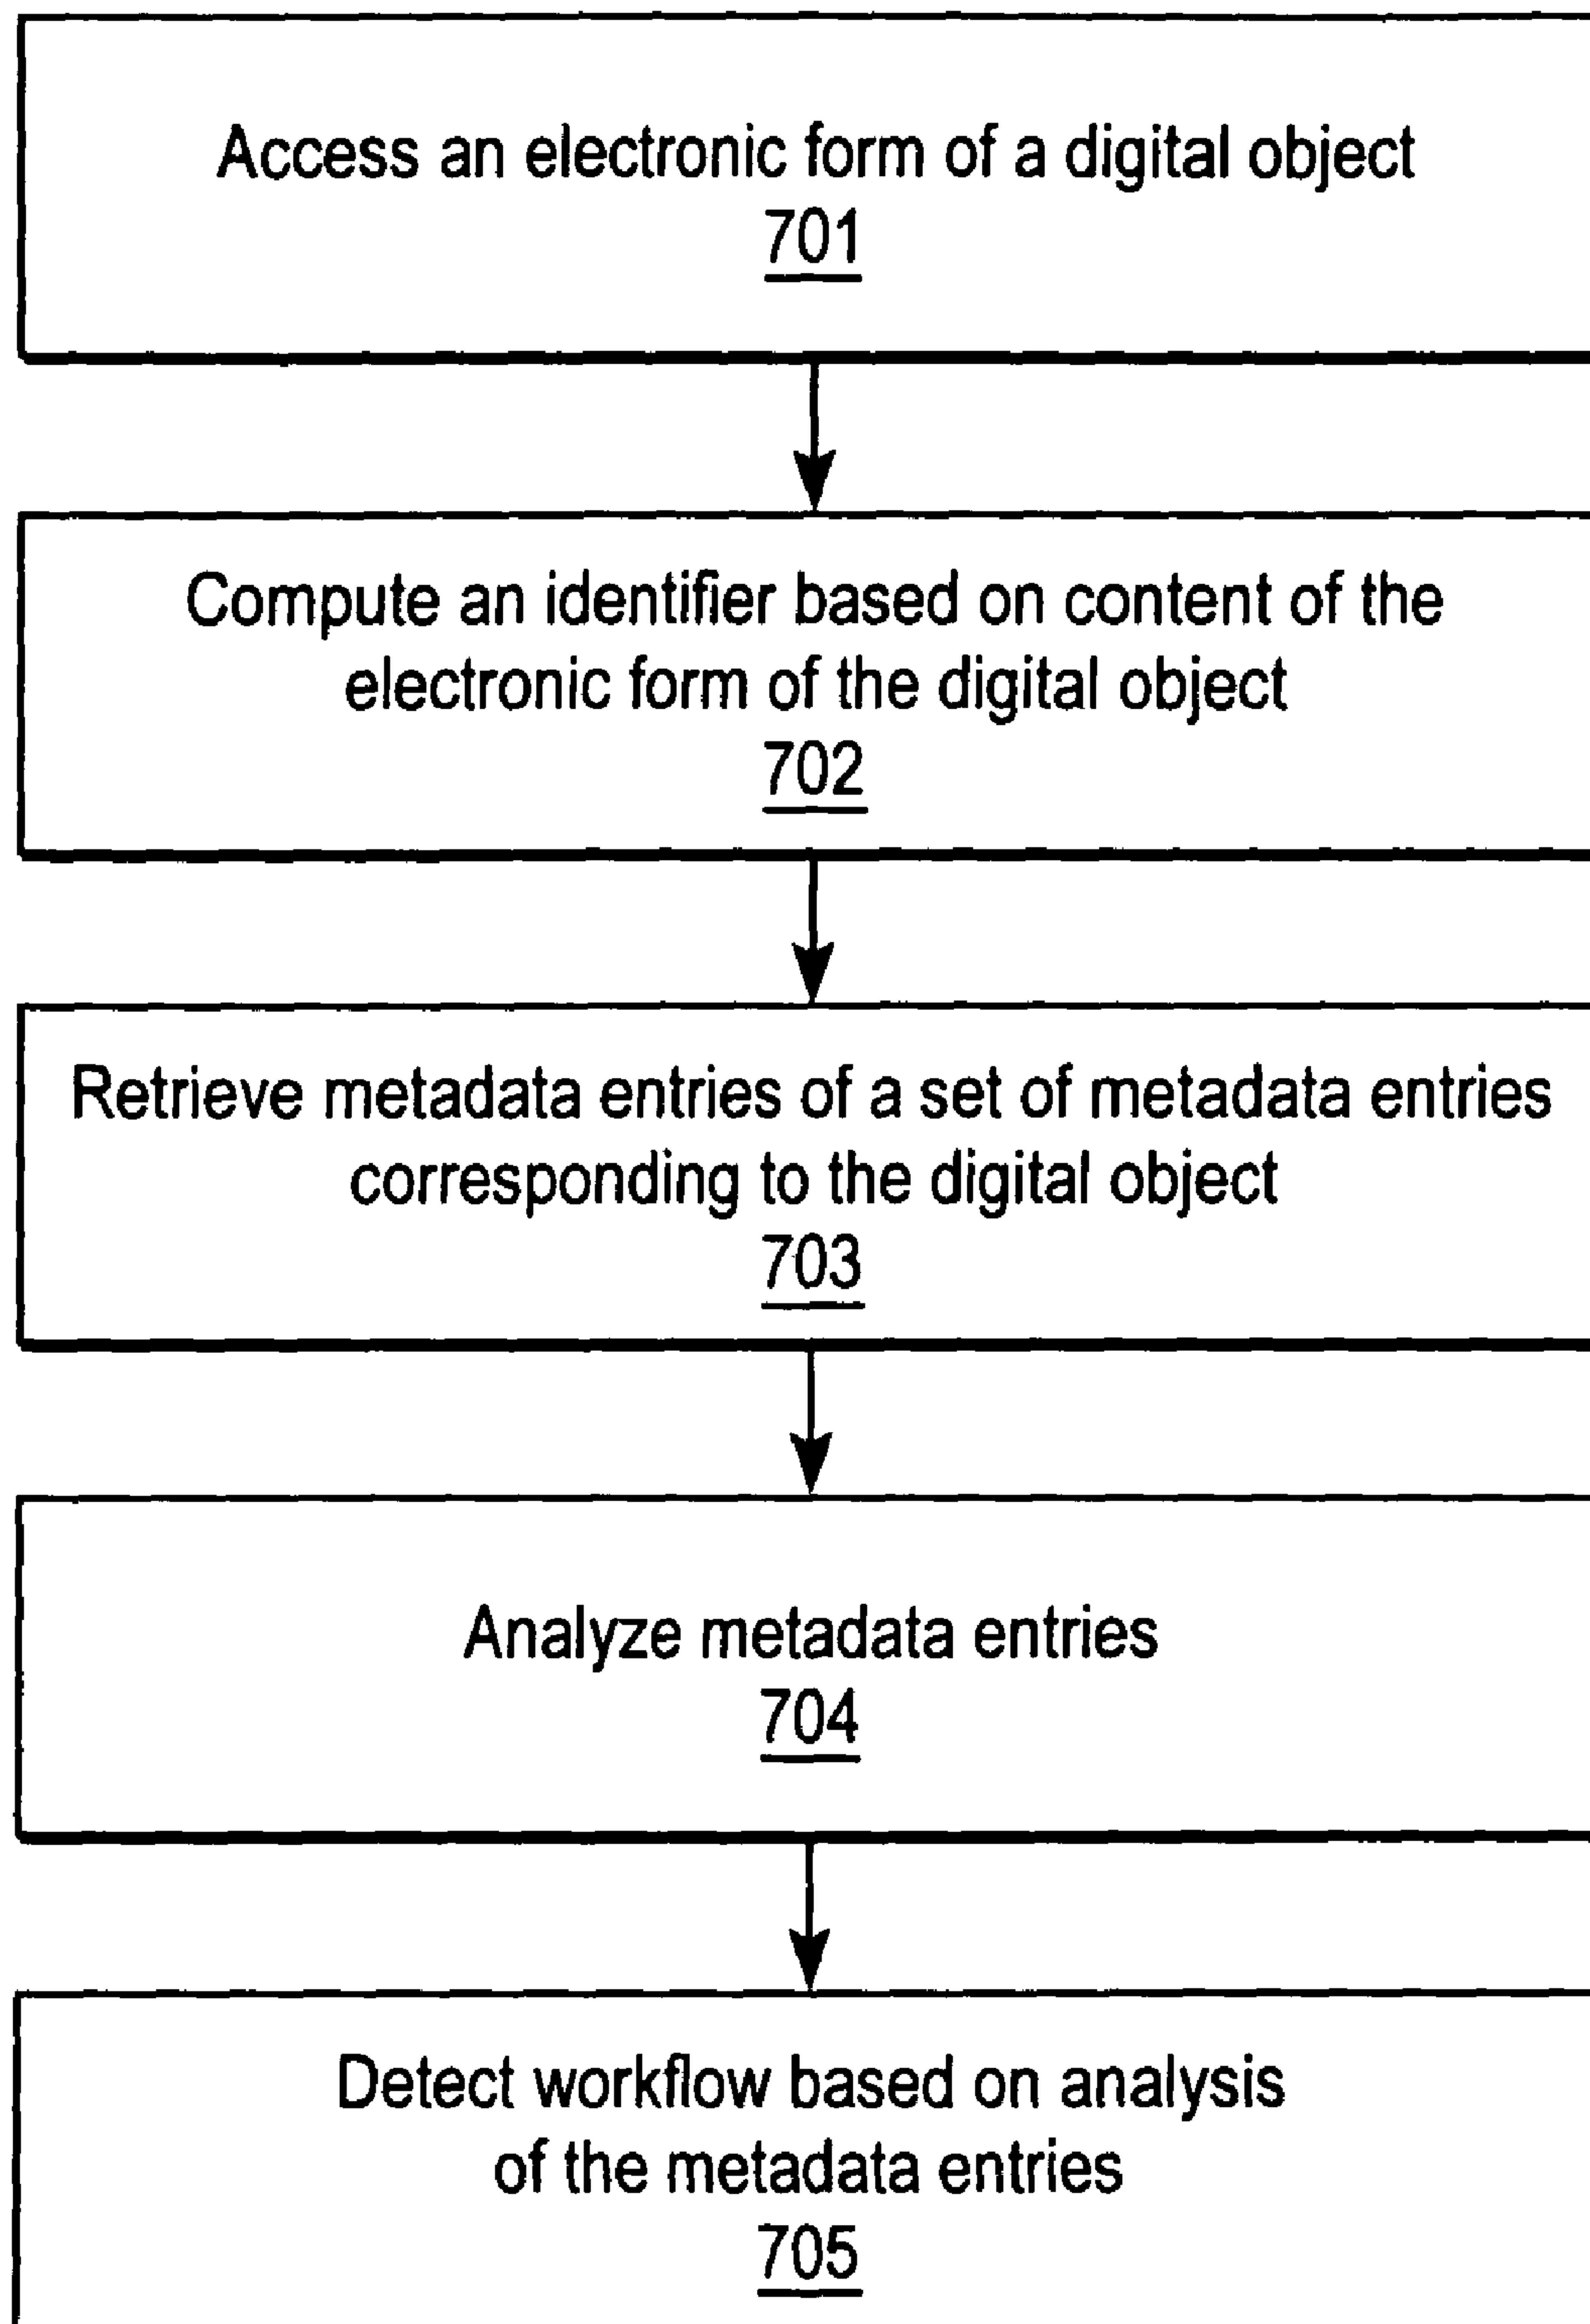 Access an electronic form of a digital object
701
Compute an identifier based on content of the
electronic form of the digital object
702
Retrieve metadata entries of a set of metadata entries
corresponding to the digital object
703
Analyze metadata entries
704
Detect workflow based on analysis
of the metadata entries
705